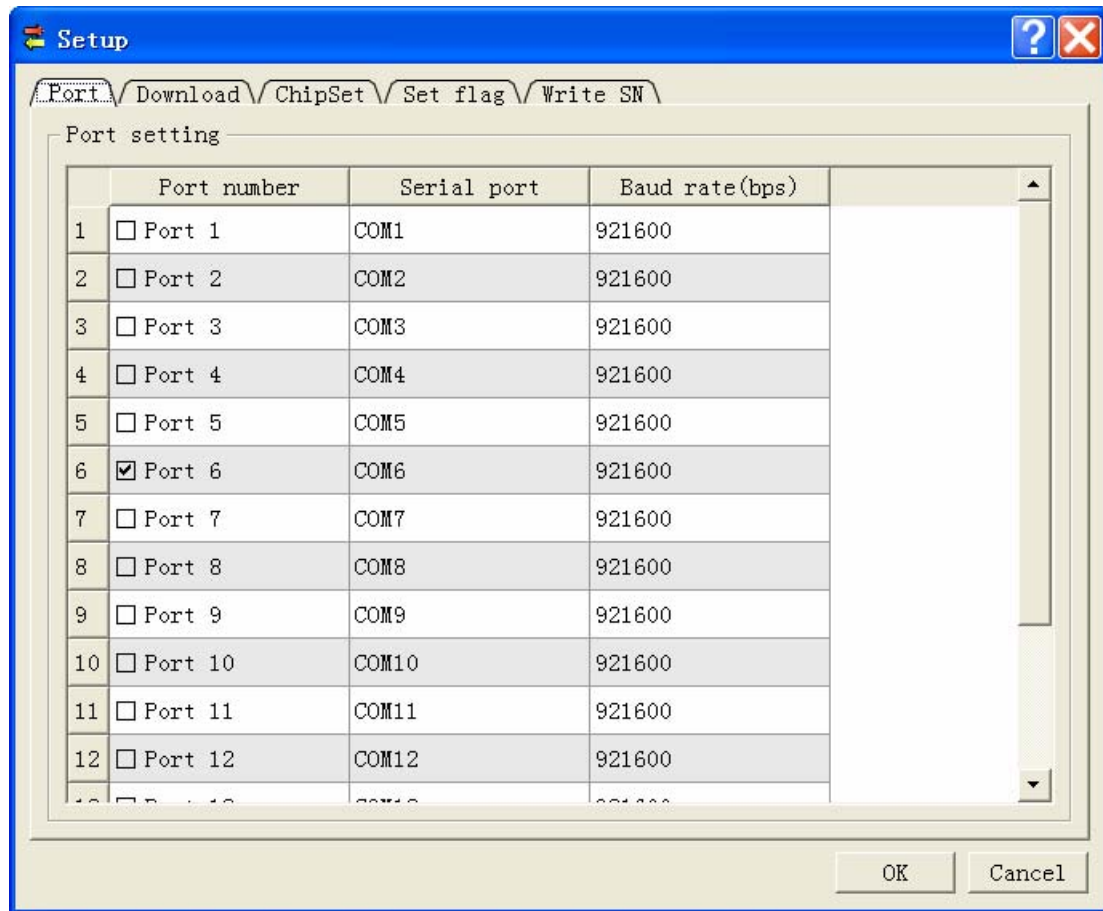 Setup
Port Download ChipSet Set flag Write SN
Port setting
Port number Serial port Baud rate(bps)
1 Port 1 COM1 921600
2 Port 2 COM2 921600
3 Port 3 COM3 921600
4 Port 4 COM4 921600
5 Port 5 COM5 921600
6 Port 6 COM6 921600
7 Port 7 COM7 921600
8 Port 8 COM8 921600
9 Port 9 COM9 921600
10 Port 10 COM10 921600
11 Port 11 COM11 921600
12 Port 12 COM12 921600
OK Cancel